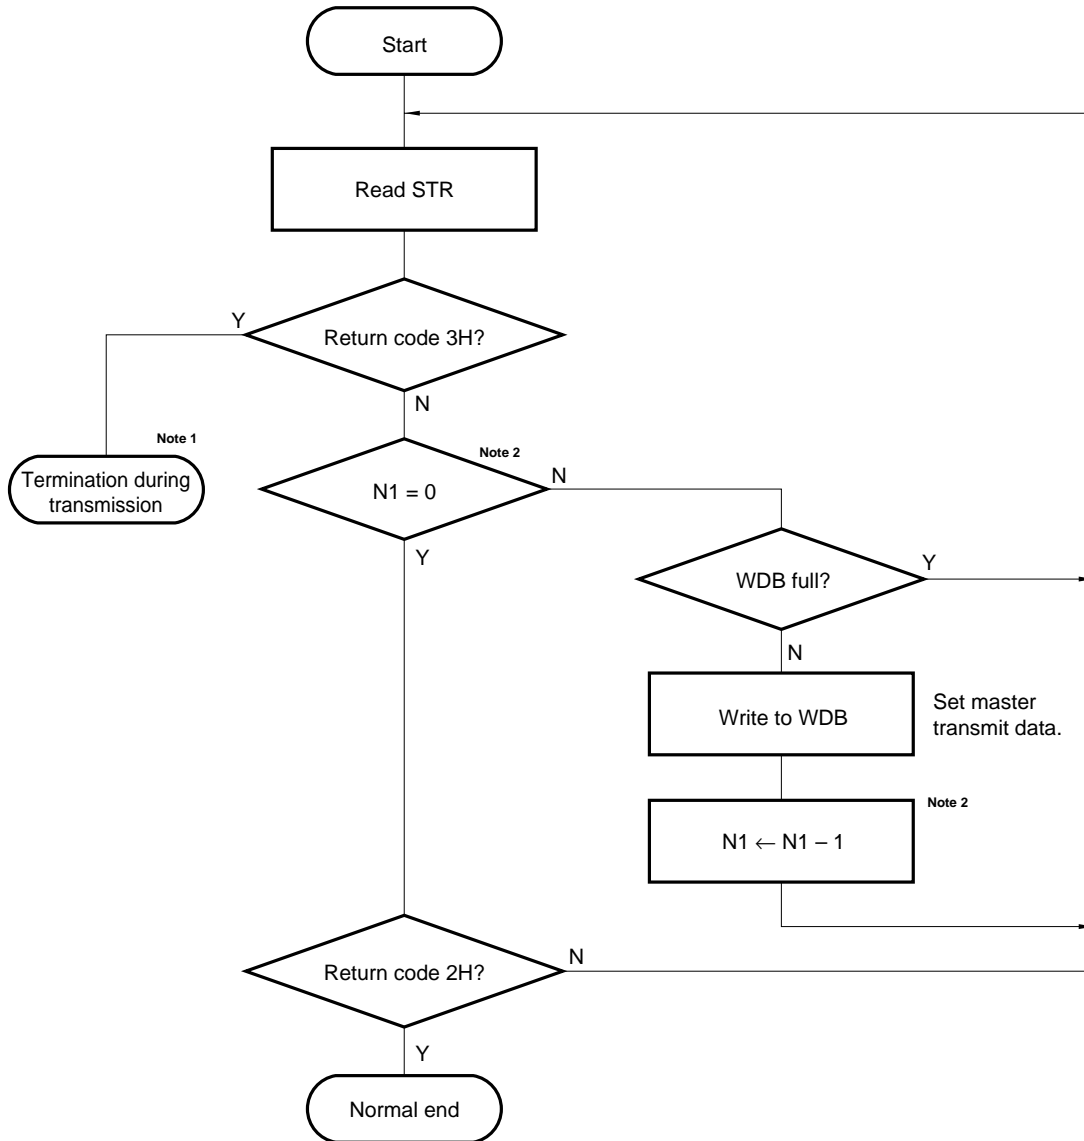 Start
Read STR
Y
Return code 3H?
N
Note 1
Termination during
transmission
Note 2
N1 = 0
N
Y
WDB full?
Y
N
Write to WDB
Set master
transmit data.
Note 2
N1 ← N1 – 1
Return code 2H?
N
Y
Normal end